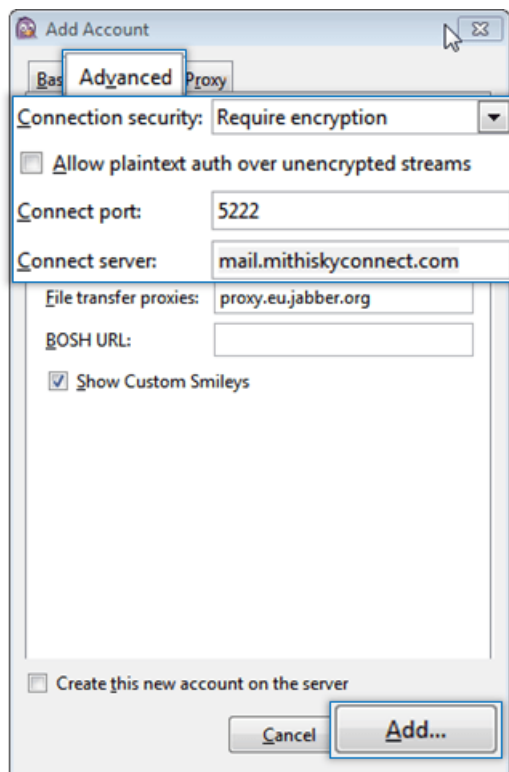 Add Account
Bas Advanced Proxy
Connection security: Require encryption
Allow plaintext auth over unencrypted streams
Connect port: 5222
Connect server: mail.mithiskyconnect.com
File transfer proxies: proxy.eu.jabber.org
BOSH URL:
Show Custom Smileys
Create this new account on the server
Cancel Add...